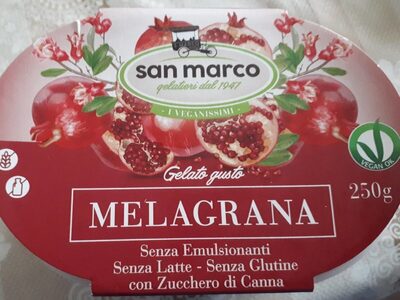 san marco
gelatieri dal 1947
- I VEGANISSIMI -
Gelato gusto
MELAGRANA
VEGAN OK
250g
Senza Emulsionanti
Senza Latte - Senza Glutine
con Zucchero di Canna